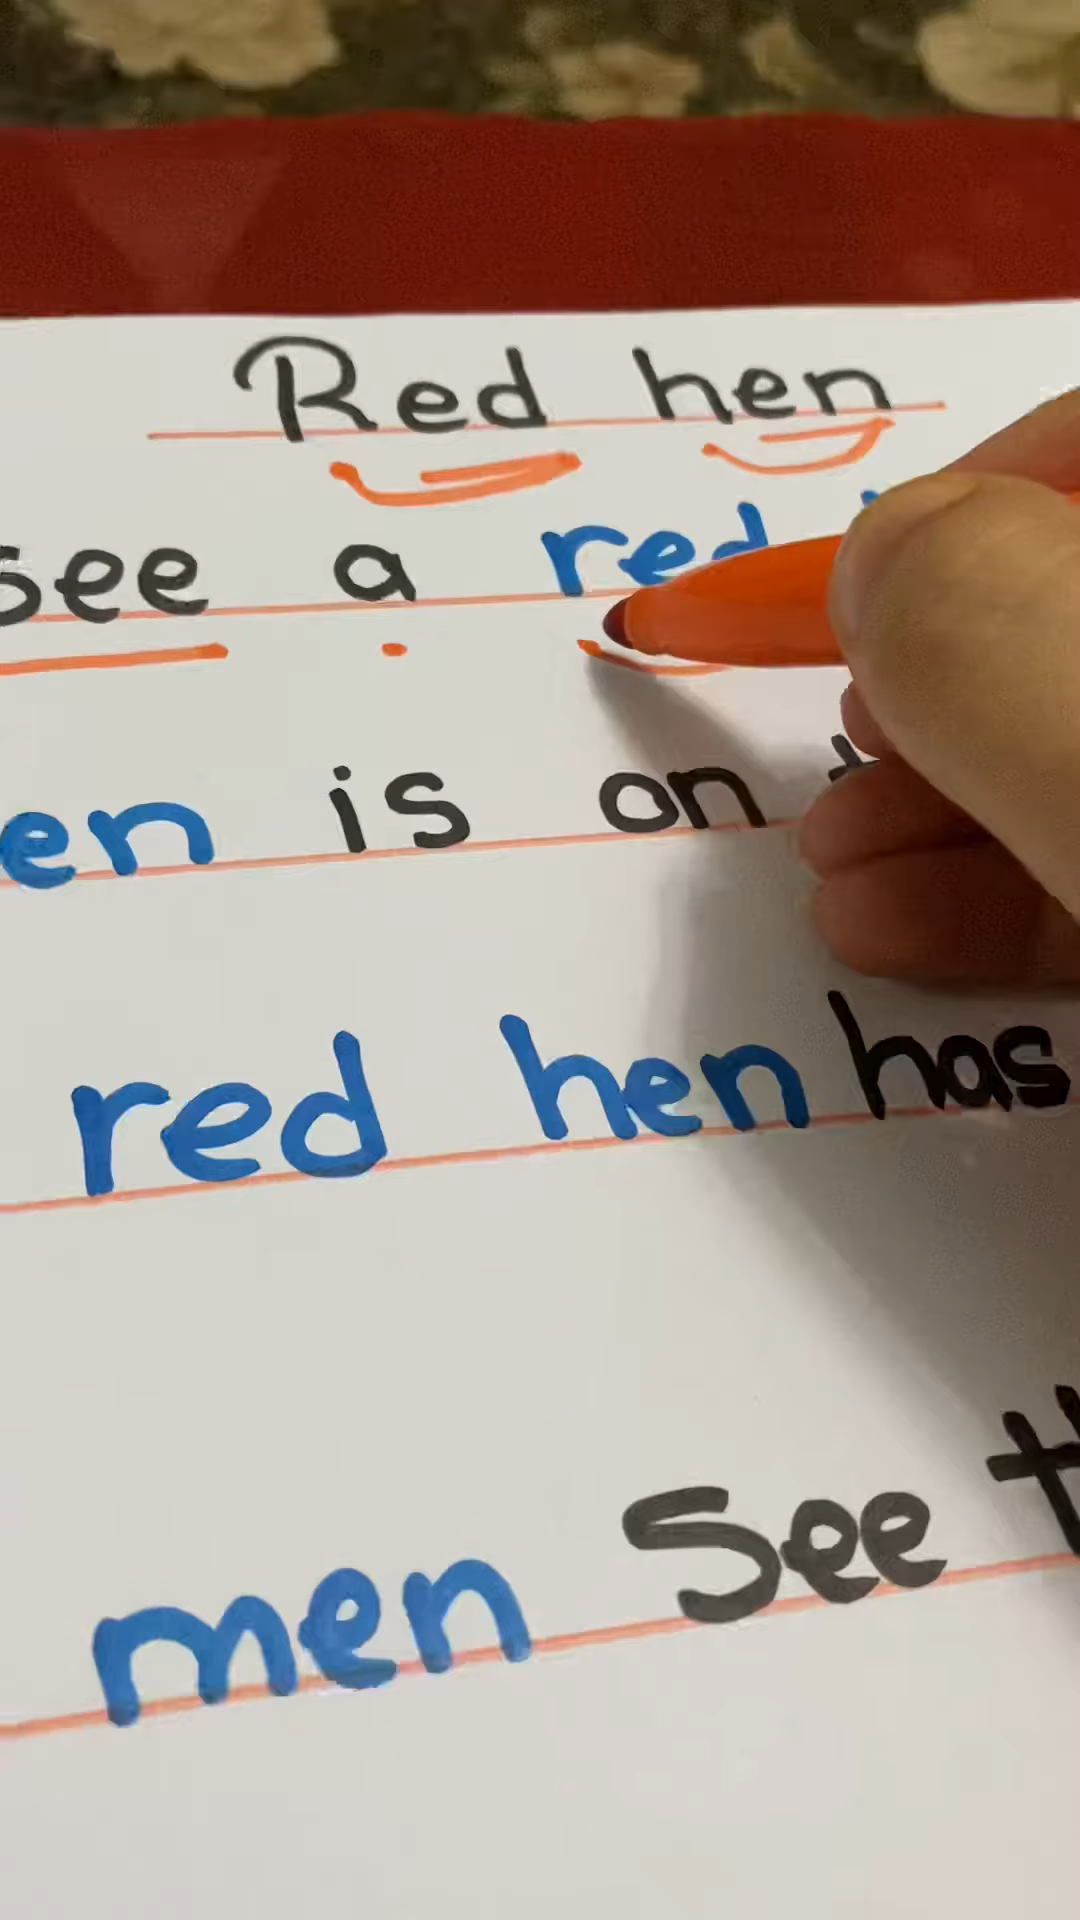 Red hen
see a red
en is on
red hen has
men See